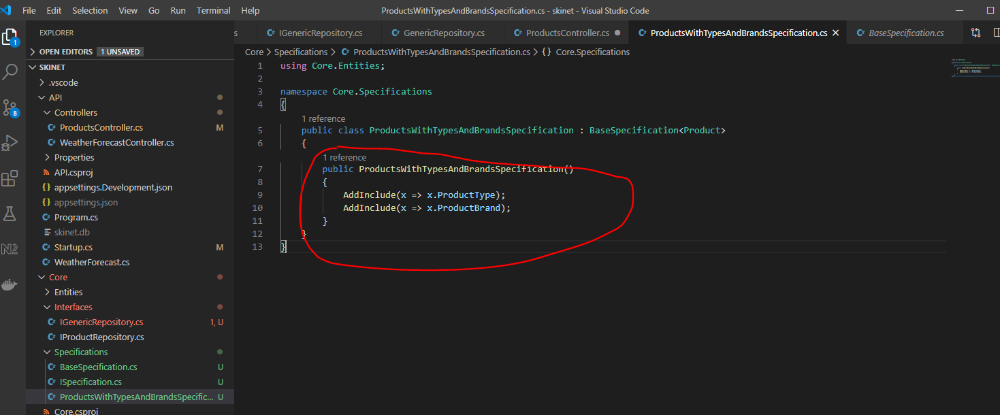 File Edit Selection View Go Run Terminal Help
ProductsWithTypesAndBrandsSpecification.cs - skinet - Visual Studio Code
EXPLORER
s
IGenericRepository.cs
GenericRepository.cs
ProductsController.cs
ProductsWithTypesAndBrandsSpecification.cs
BaseSpecification.cs
1
OPEN EDITORS 1 UNSAVED
SKINET
.vscode
API
Controllers
ProductsController.cs M
WeatherForecastController.cs
Properties
API.csproj
{} appsettings.Development.json
{} appsettings.json
Program.cs
skinet.db
Startup.cs M
WeatherForecast.cs
Core
Entities
Interfaces
IGenericRepository.cs 1, U
IProductRepository.cs
Specifications
BaseSpecification.cs U
ISpecification.cs U
ProductsWithTypesAndBrandsSpecific... U
Core.csproj
8
Core > Specifications > ProductsWithTypesAndBrandsSpecification.cs > {} Core.Specifications
1 using Core.Entities;
2
3 namespace Core.Specifications
4 {
1 reference
5 public class ProductsWithTypesAndBrandsSpecification : BaseSpecification<Product>
6 {
1 reference
7 public ProductsWithTypesAndBrandsSpecification()
8 {
9 AddInclude(x => x.ProductType);
10 AddInclude(x => x.ProductBrand);
11 }
12 }
13 }